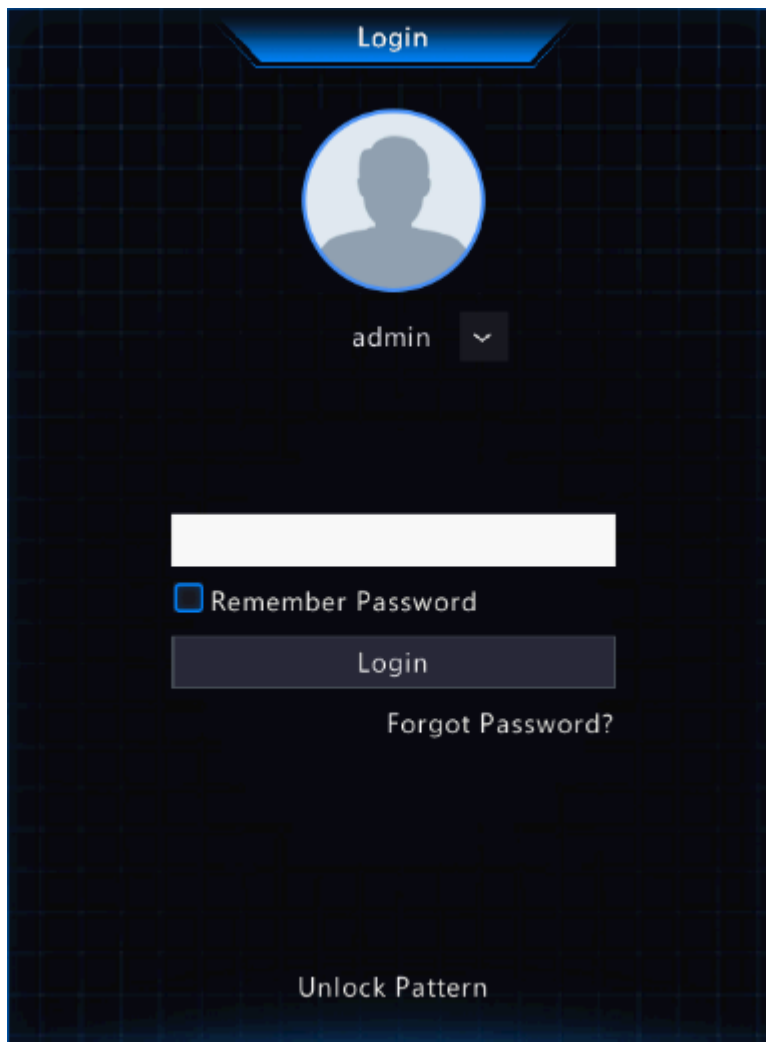 Login
admin
Remember Password
Login
Forgot Password?
Unlock Pattern